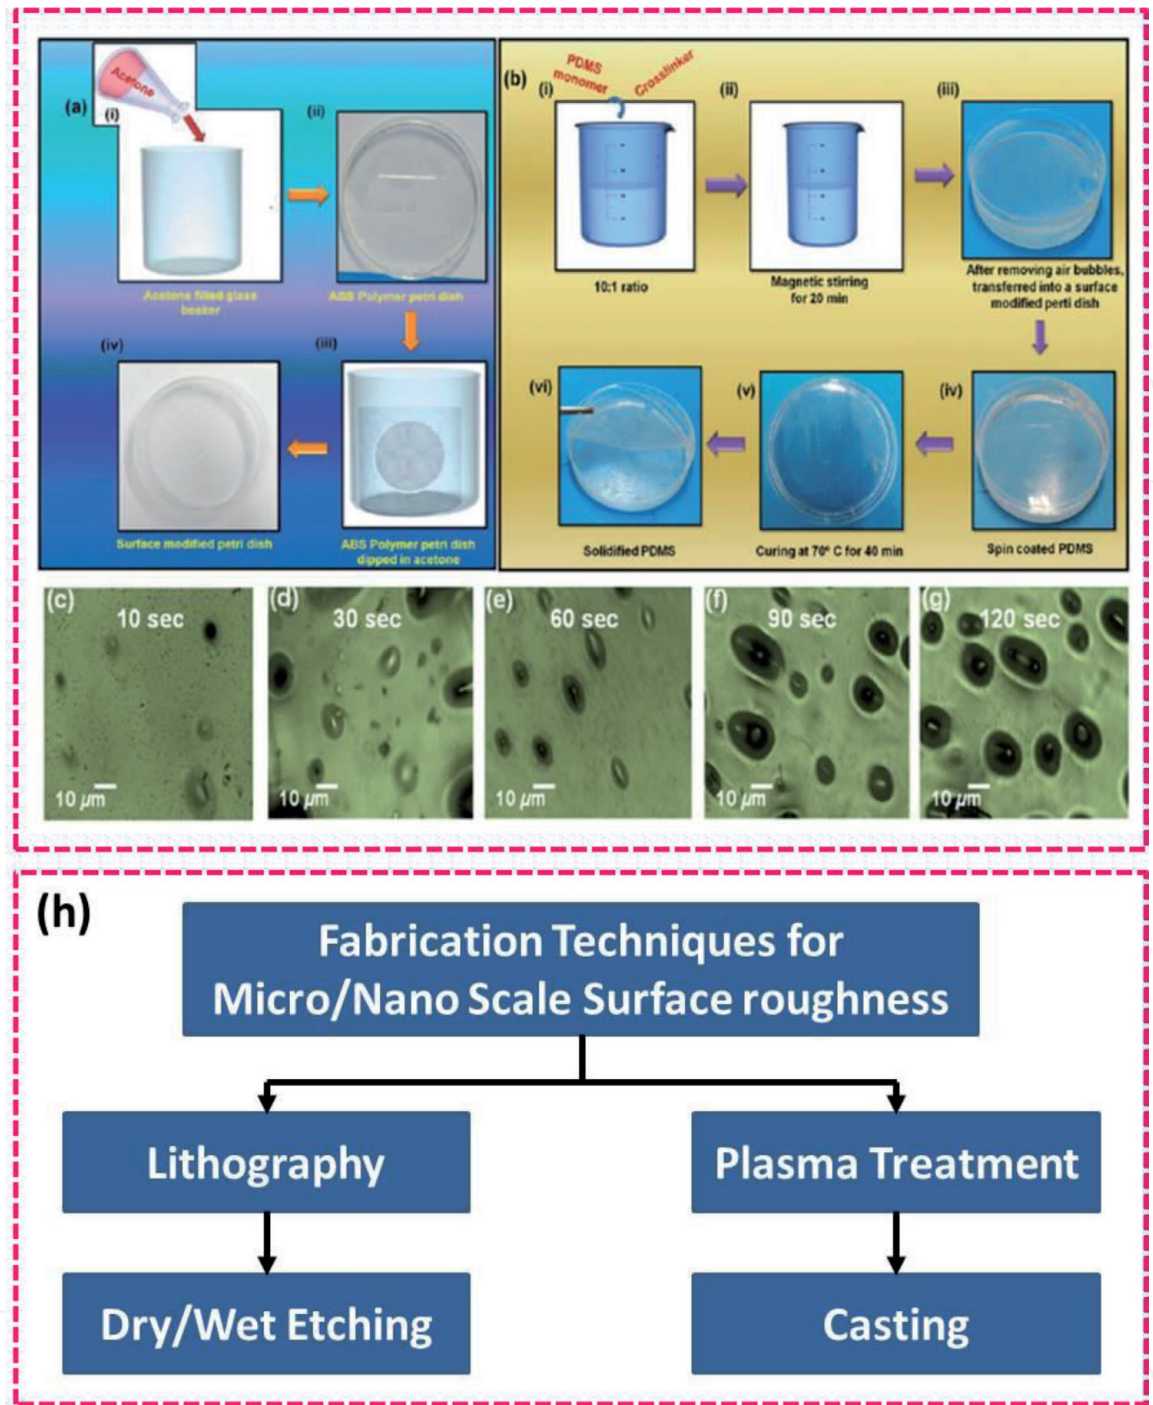 (a)
Acetone
(i)
Acetone filled glass
beaker
(ii)
ABS Polymer petri dish
(iii)
ABS Polymer petri dish
dipped in acetone
(iv)
Surface modified petri dish
(b)
PDMS
monomer
Crosslinker
(i)
10:1 ratio
(ii)
Magnetic stirring
for 20 min
(iii)
After removing air bubbles,
transferred into a surface
modified perti dish
(iv)
Spin coated PDMS
(v)
Curing at 70° C for 40 min
(vi)
Solidified PDMS
(c)
10 sec
10 µm
(d)
30 sec
10 µm
(e)
60 sec
10 µm
(f)
90 sec
10 µm
(g)
120 sec
10 µm
(h)
Fabrication Techniques for
Micro/Nano Scale Surface roughness
Lithography
Plasma Treatment
Dry/Wet Etching
Casting